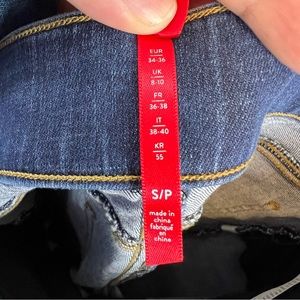 EUR
34-36
UK
8-10
FR
36-38
IT
38-40
KR
55
S/P
made in
china
fabriqué
en
chine